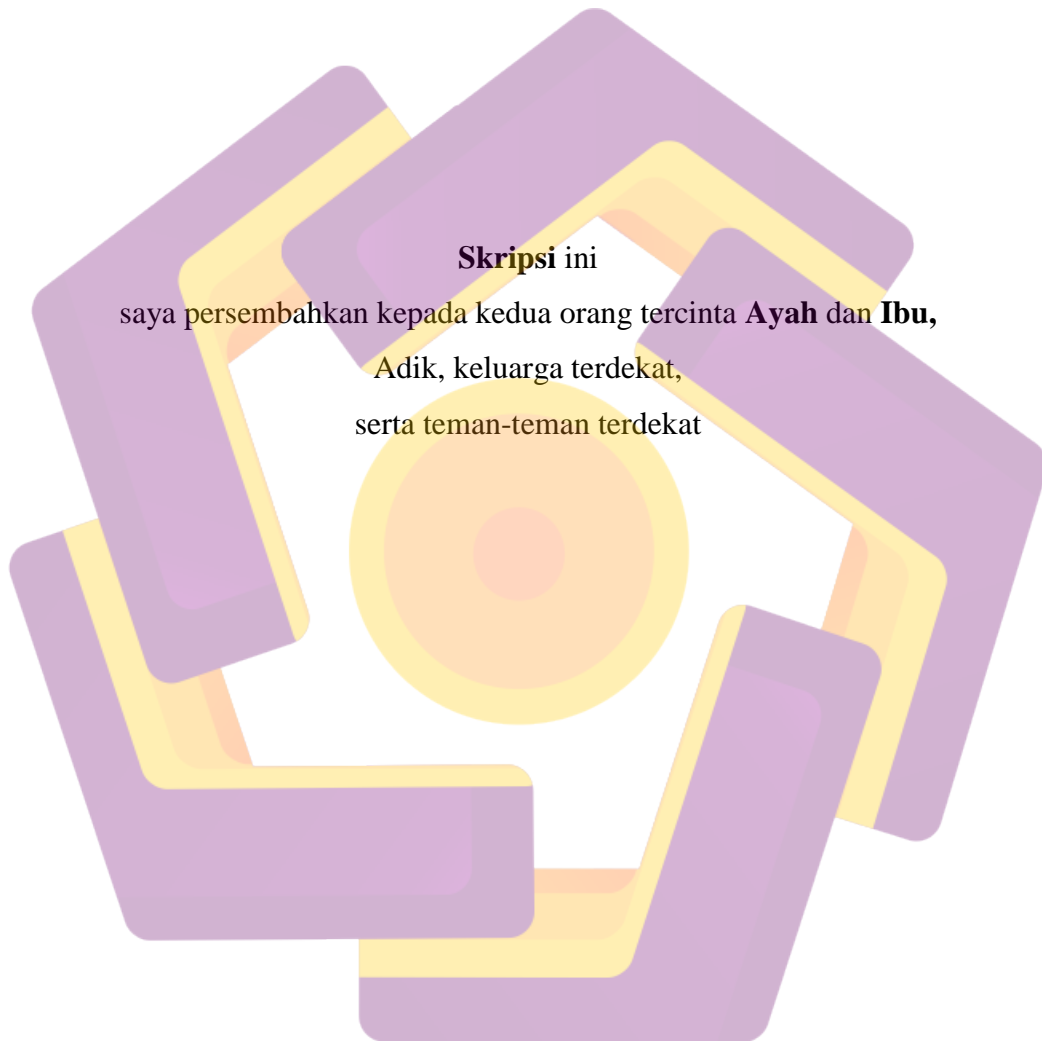 Skripsi ini
saya persembahkan kepada kedua orang tercinta Ayah dan Ibu,
Adik, keluarga terdekat,
serta teman-teman terdekat